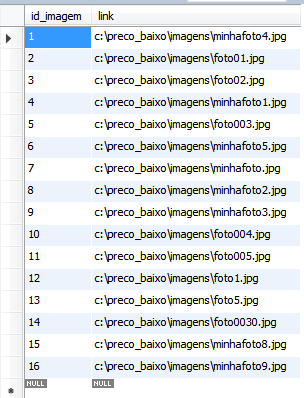 id_imagem link
1 c:\preco_baixo\imagens\minhafoto4.jpg
2 c:\preco_baixo\imagens\foto01.jpg
3 c:\preco_baixo\imagens\foto02.jpg
4 c:\preco_baixo\imagens\minhafoto1.jpg
5 c:\preco_baixo\imagens\foto003.jpg
6 c:\preco_baixo\imagens\minhafoto5.jpg
7 c:\preco_baixo\imagens\minhafoto.jpg
8 c:\preco_baixo\imagens\minhafoto2.jpg
9 c:\preco_baixo\imagens\minhafoto3.jpg
10 c:\preco_baixo\imagens\foto004.jpg
11 c:\preco_baixo\imagens\foto005.jpg
12 c:\preco_baixo\imagens\foto1.jpg
13 c:\preco_baixo\imagens\foto5.jpg
14 c:\preco_baixo\imagens\foto0030.jpg
15 c:\preco_baixo\imagens\minhafoto8.jpg
16 c:\preco_baixo\imagens\minhafoto9.jpg
NULL NULL